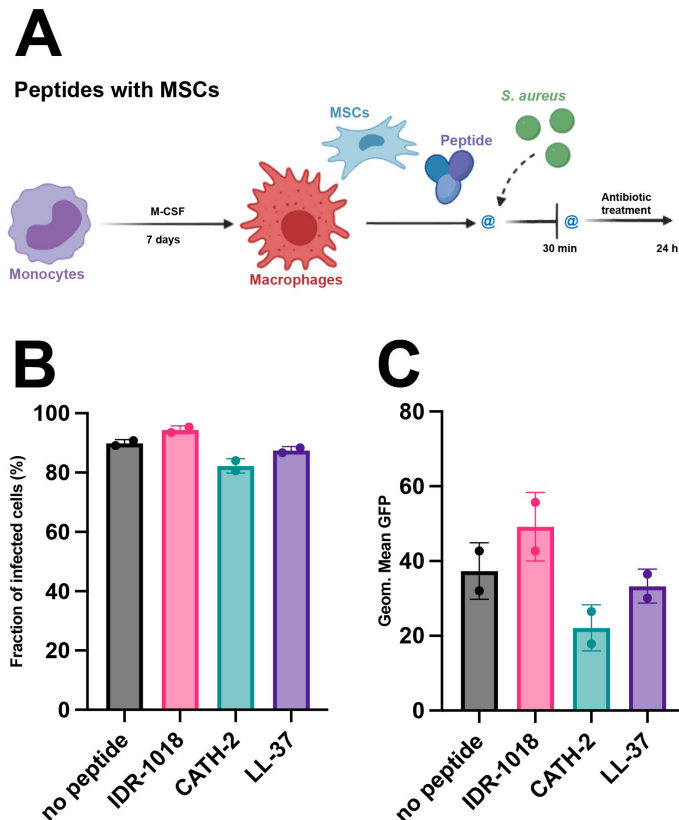 A
Peptides with MSCs
S. aureus
MSCs
Peptide
M-CSF
7 days
@
@
Antibiotic
treatment
30 min
24 h
Monocytes
Macrophages
B
Fraction of infected cells (%)
100
80
60
40
20
0
no peptide
IDR-1018
CATH-2
LL-37
C
Geom. Mean GFP
80
60
40
20
0
no peptide
IDR-1018
CATH-2
LL-37